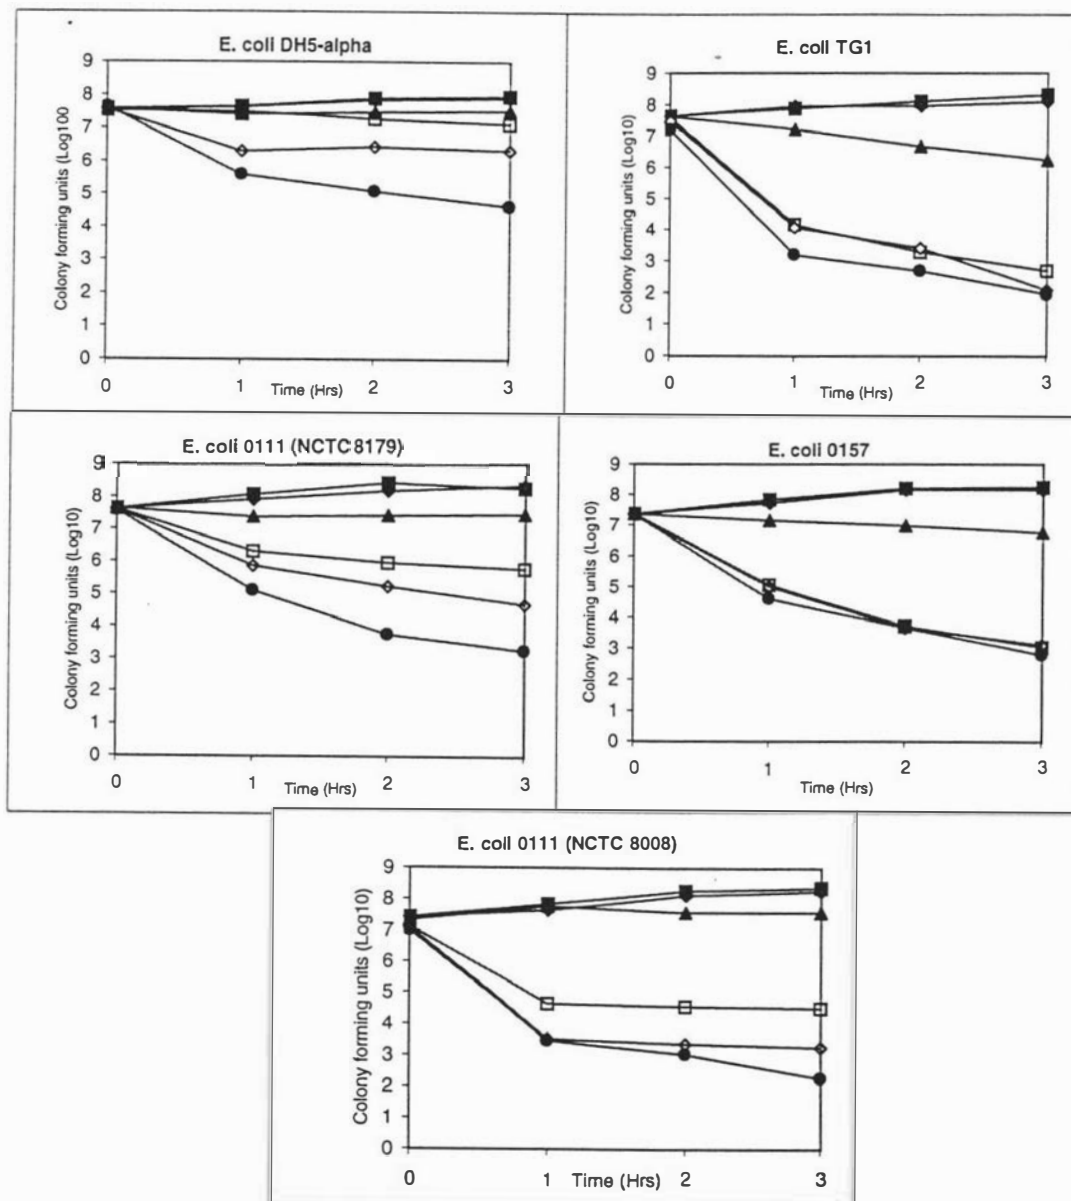 E. coli DH5-alpha
Colony forming units (Log100)
9
8
7
6
5
4
3
2
1
0
0 1 2 3
Time (Hrs)
E. coli TG1
Colony forming units (Log10)
9
8
7
6
5
4
3
2
1
0
0 1 2 3
Time (Hrs)
E. coli 0111 (NCTC8179)
Colony forming units (Log10)
9
8
7
6
5
4
3
2
1
0
0 1 2 3
Time (Hrs)
E. coli 0157
Colony forming units (Log10)
9
8
7
6
5
4
3
2
1
0
0 1 2 3
Time (Hrs)
E. coli 0111 (NCTC 8008)
Colony forming units (Log10)
9
8
7
6
5
4
3
2
1
0
0 1 2 3
Time (Hrs)